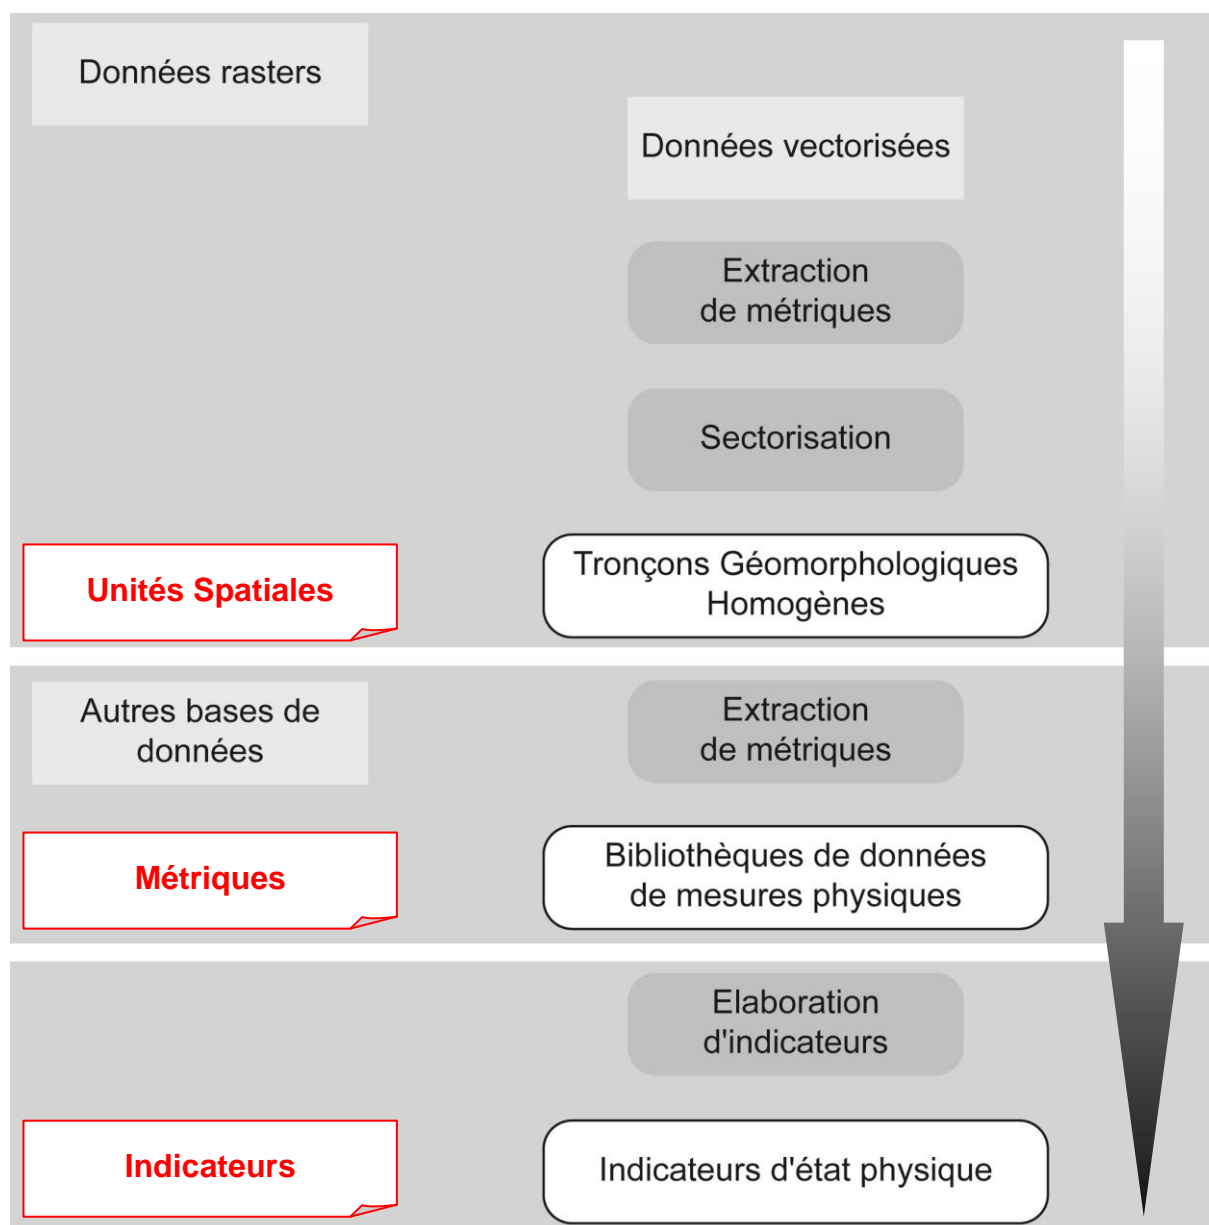 Données rasters
Données vectorisées
Extraction
de métriques
Sectorisation
Unités Spatiales
Tronçons Géomorphologiques
Homogènes
Autres bases de
données
Extraction
de métriques
Métriques
Bibliothèques de données
de mesures physiques
Elaboration
d'indicateurs
Indicateurs
Indicateurs d'état physique